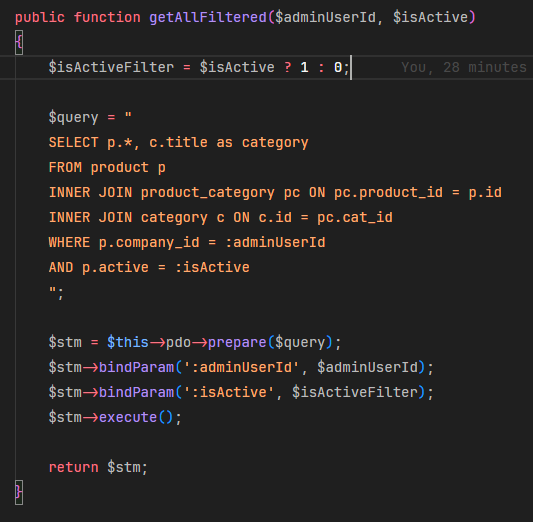 public function getAllFiltered($adminUserId, $isActive)
{
    $isActiveFilter = $isActive ? 1 : 0;    You, 28 minutes
    $query = "
    SELECT p.*, c.title as category
    FROM product p
    INNER JOIN product_category pc ON pc.product_id = p.id
    INNER JOIN category c ON c.id = pc.cat_id
    WHERE p.company_id = :adminUserId
    AND p.active = :isActive
    ";
    $stm = $this->pdo->prepare($query);
    $stm->bindParam(':adminUserId', $adminUserId);
    $stm->bindParam(':isActive', $isActiveFilter);
    $stm->execute();
    return $stm;
}